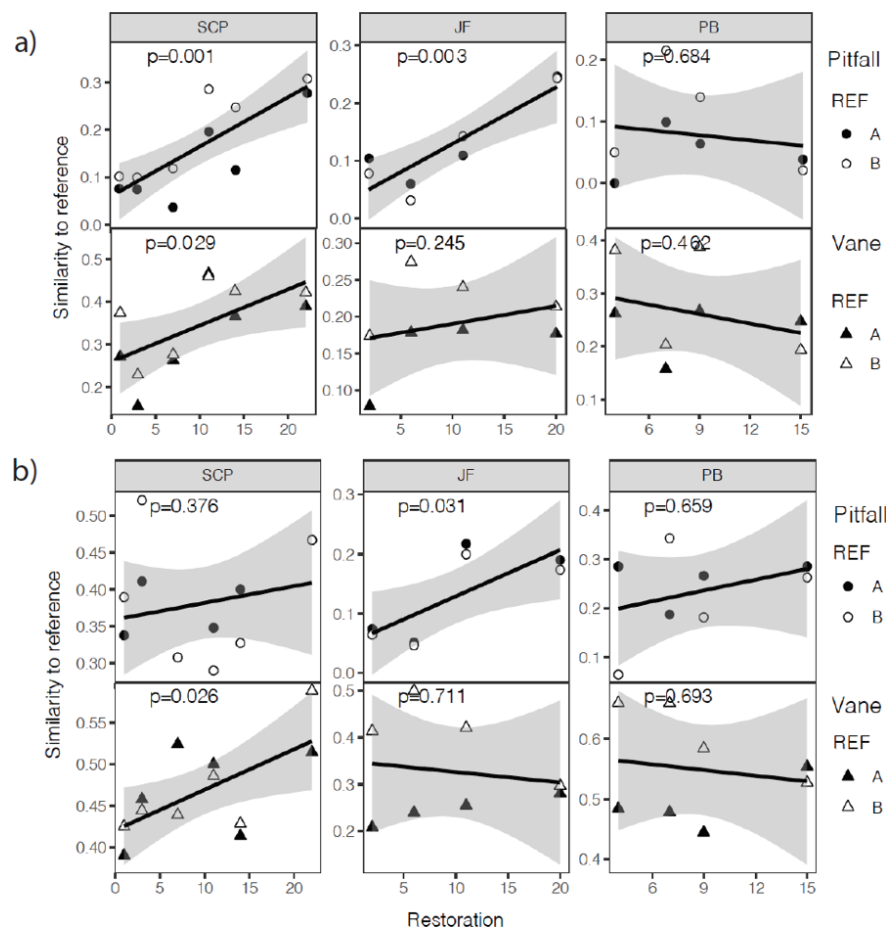 a)
SCP JF PB
p=0.001 p=0.003 p=0.684
0.3 0.2 0.1 0.0
0.3 0.2 0.1 0.0
0.2 0.1 0.0
Pitfall
REF
A
B
Similarity to reference
p=0.029 p=0.245 p=0.462
0.5 0.4 0.3 0.2
0.30 0.25 0.20 0.15 0.10
0.4 0.3 0.2 0.1
Vane
REF
A
B
0 5 10 15 20 5 10 15 20 6 9 12 15
b)
SCP JF PB
p=0.376 p=0.031 p=0.659
0.50 0.45 0.40 0.35 0.30
0.3 0.2 0.1 0.0
0.4 0.3 0.2 0.1
Pitfall
REF
A
B
Similarity to reference
p=0.026 p=0.711 p=0.693
0.55 0.50 0.45 0.40
0.5 0.4 0.3 0.2
0.6 0.5 0.4
Vane
REF
A
B
0 5 10 15 20 5 10 15 20 6 9 12 15
Restoration